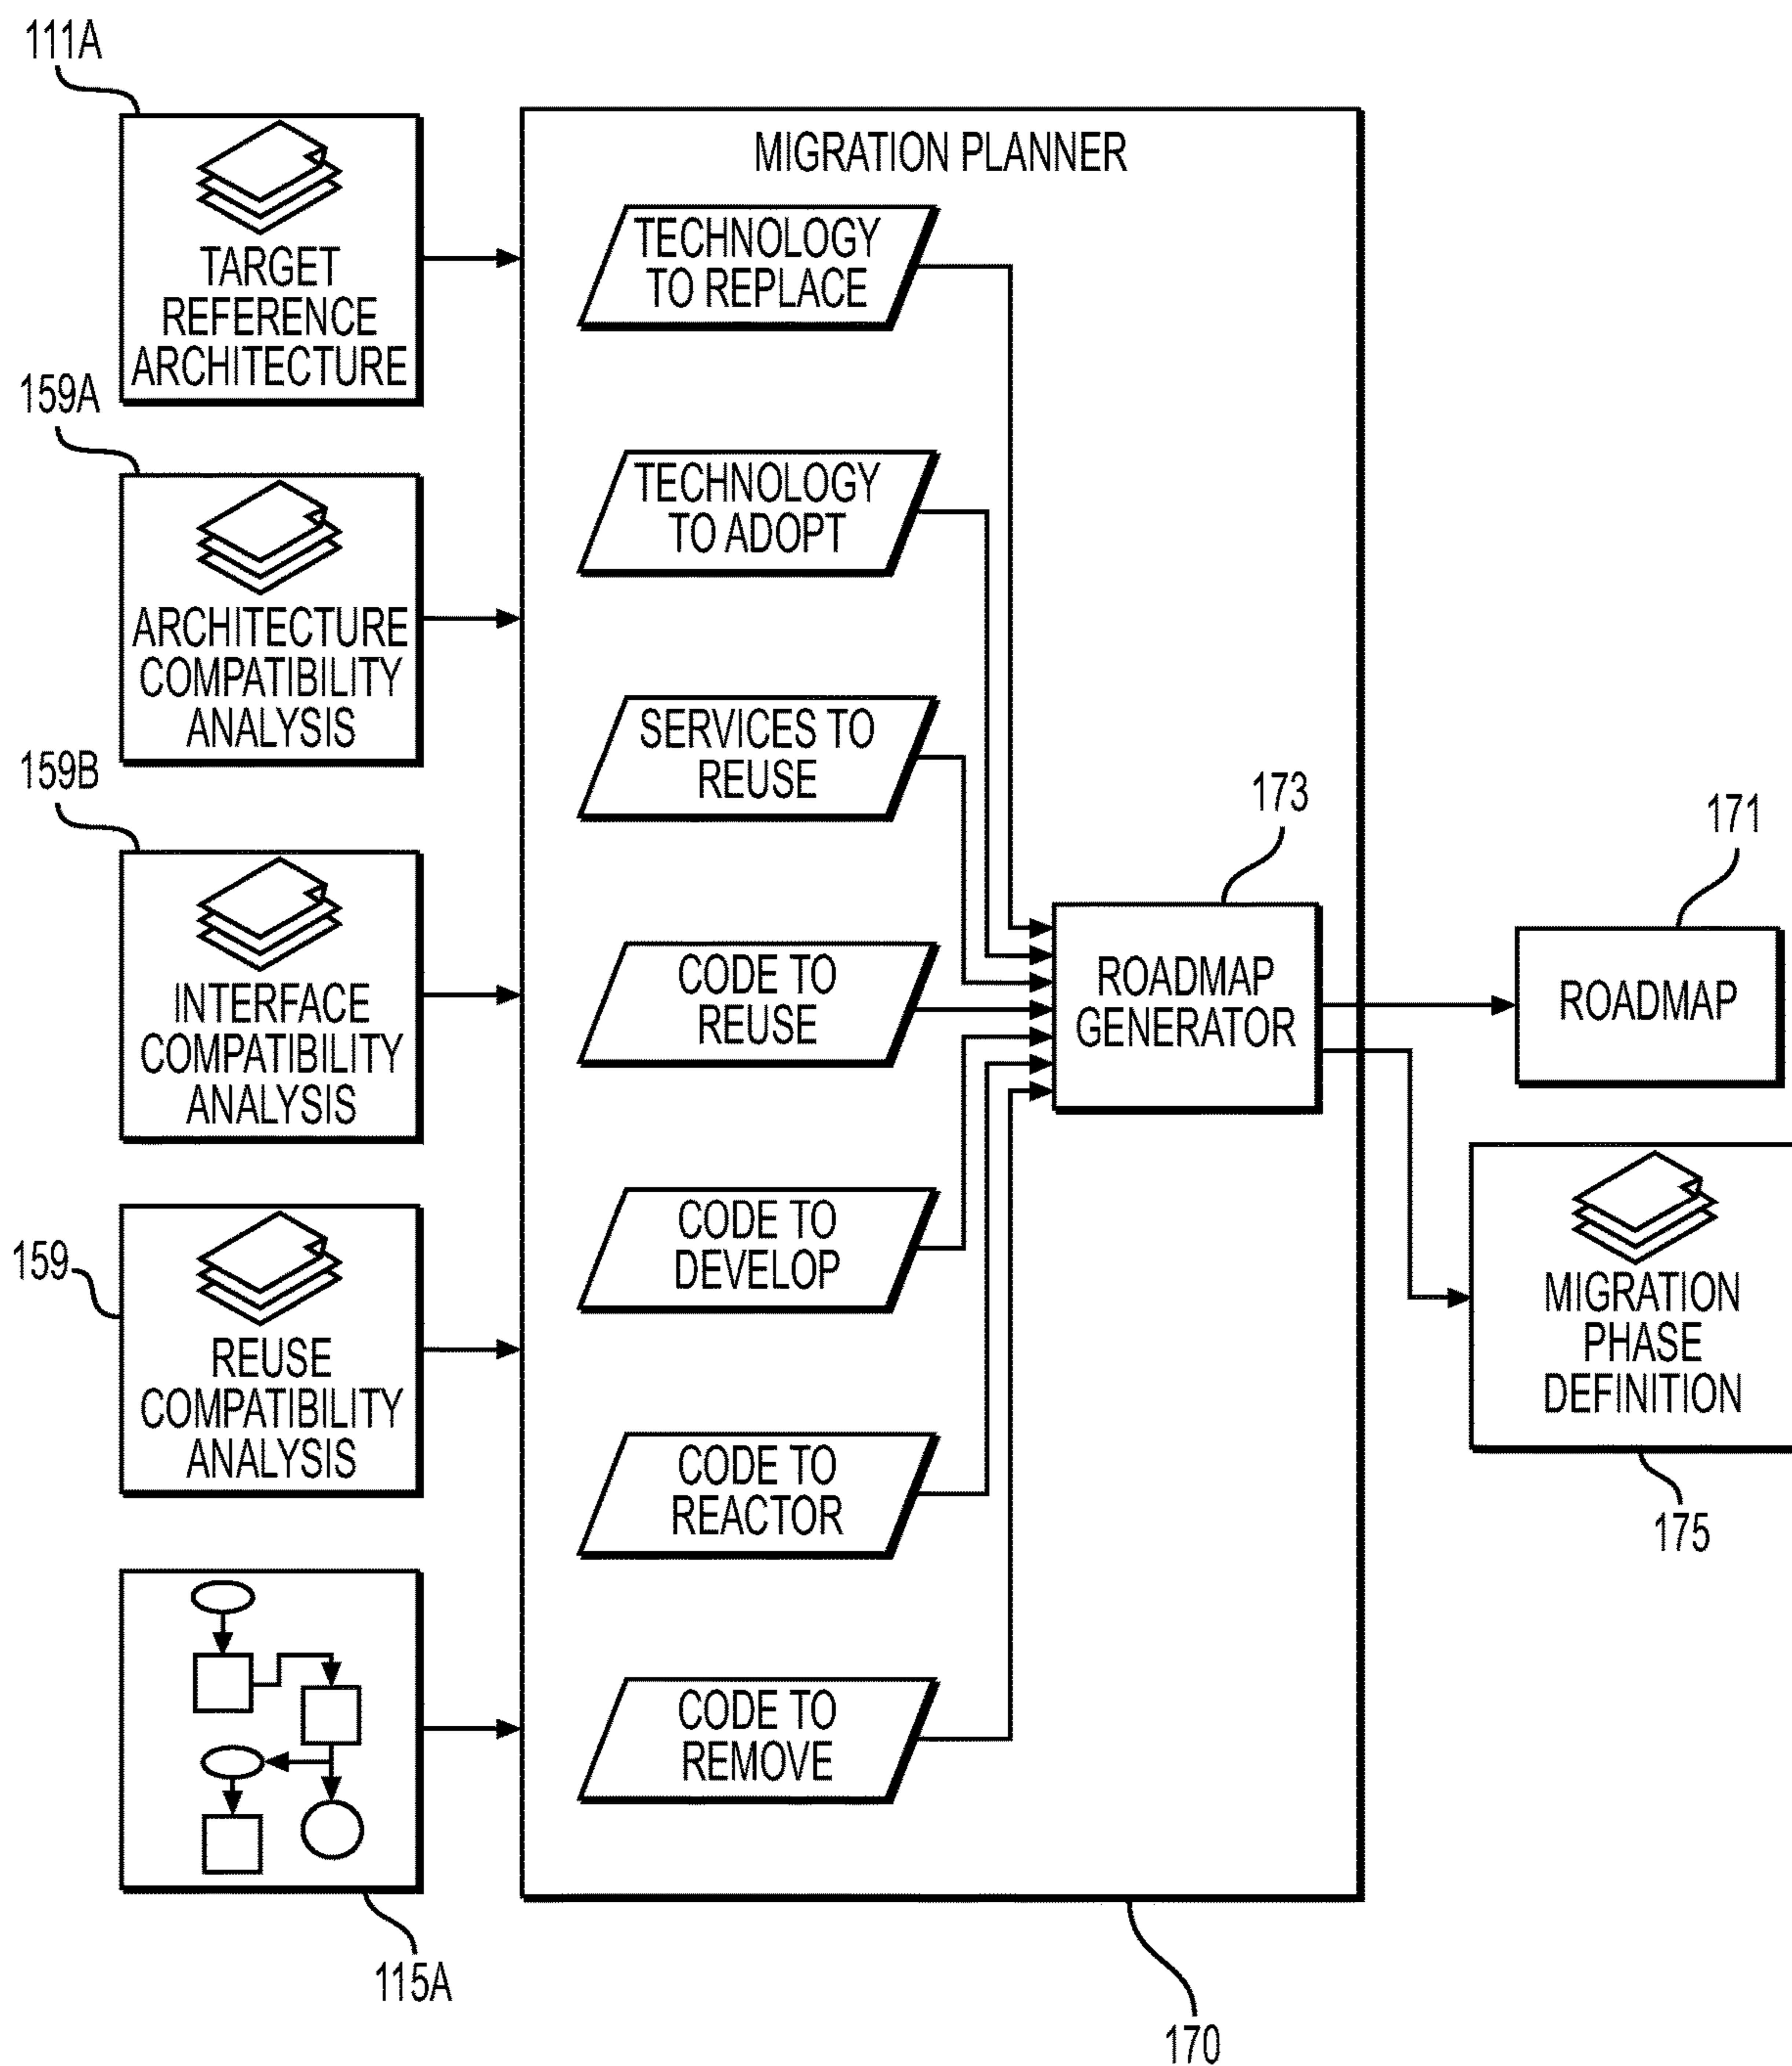 111A
TARGET
REFERENCE
ARCHITECTURE
159A
ARCHITECTURE
COMPATIBILITY
ANALYSIS
159B
INTERFACE
COMPATIBILITY
ANALYSIS
159
REUSE
COMPATIBILITY
ANALYSIS
115A
MIGRATION PLANNER
TECHNOLOGY
TO REPLACE
TECHNOLOGY
TO ADOPT
SERVICES TO
REUSE
CODE TO
REUSE
CODE TO
DEVELOP
CODE TO
REACTOR
CODE TO
REMOVE
173
ROADMAP
GENERATOR
170
171
ROADMAP
MIGRATION
PHASE
DEFINITION
175